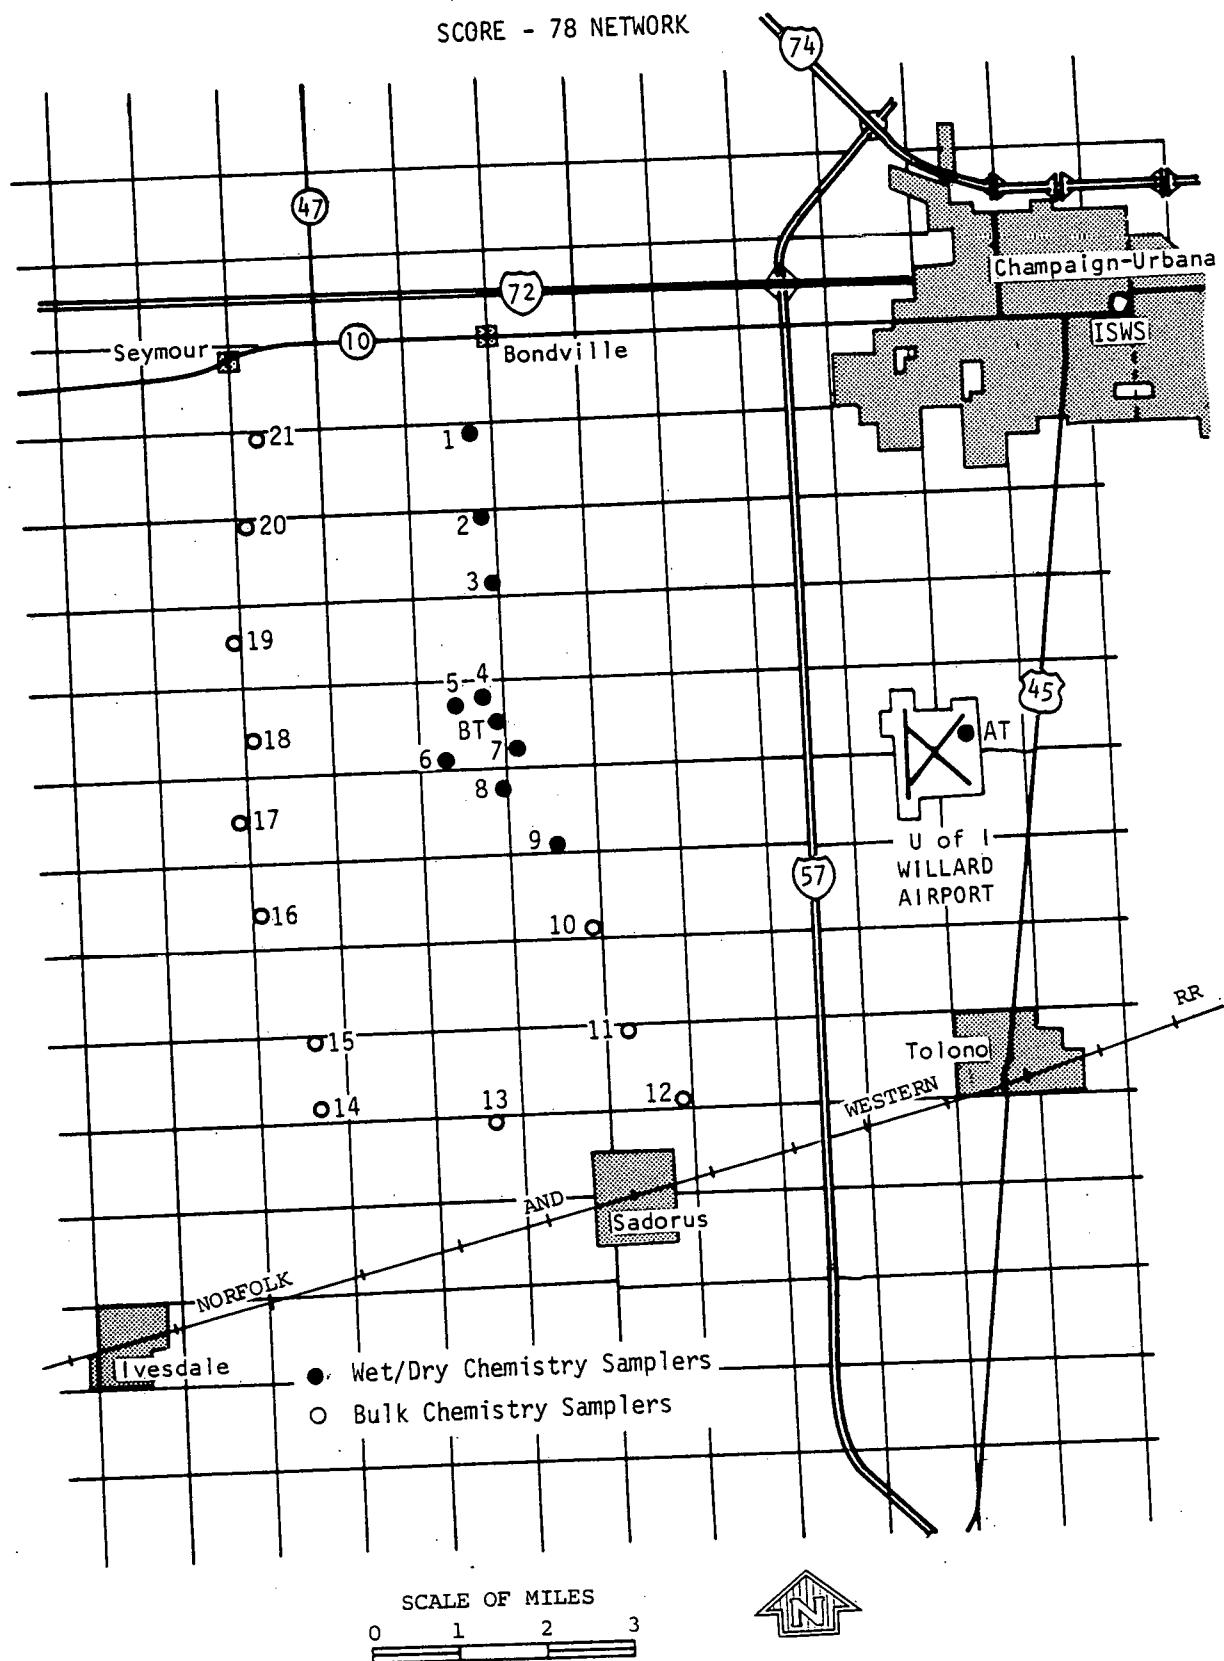 SCORE - 78 NETWORK
74
47
Champaign-Urbana
72
10
ISWS
Seymour
Bondville
21
1
20
2
3
19
5
4
45
BT
AT
18
7
6
8
17
9
U of I
WILLARD
AIRPORT
57
16
10
RR
15
11
Tolono
12
WESTERN
14
13
AND
Sadorus
NORFOLK
Ivesdale
Wet/Dry Chemistry Samplers
Bulk Chemistry Samplers
SCALE OF MILES
N
0 1 2 3